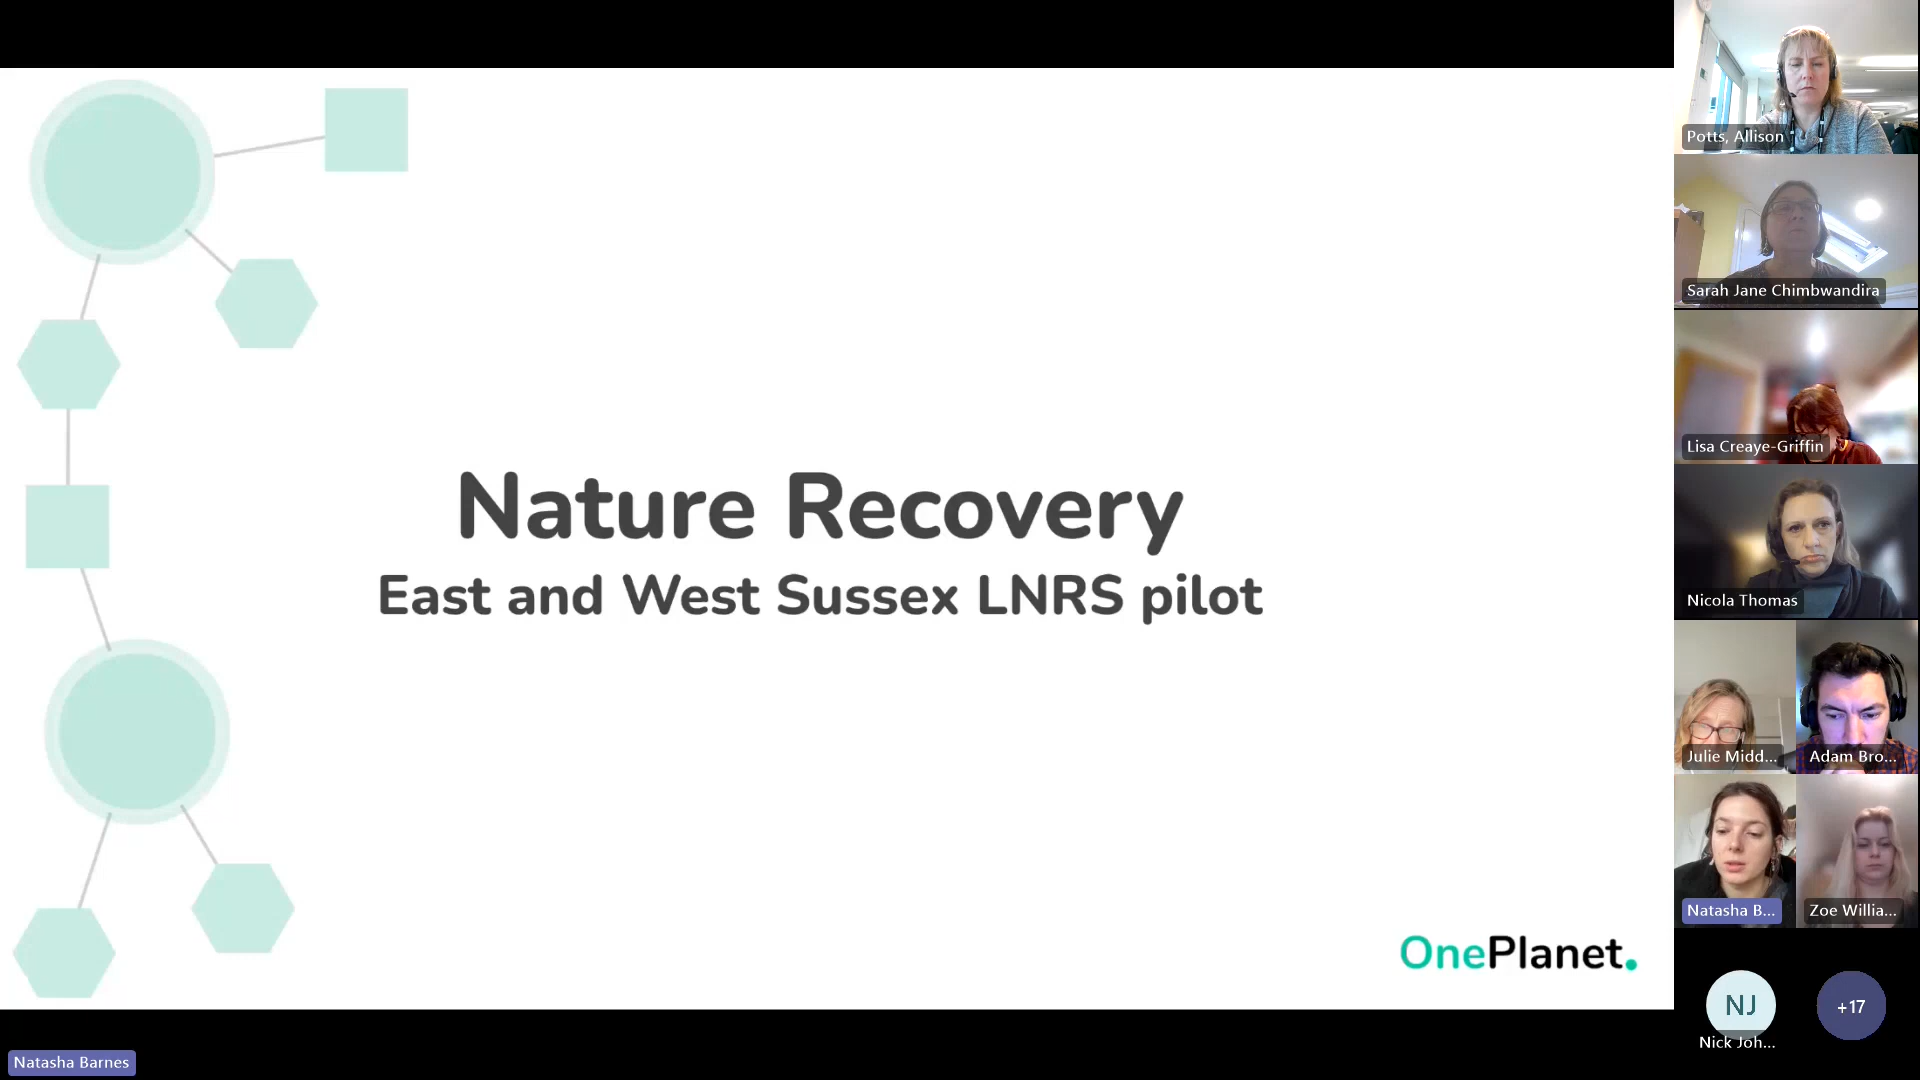 Nature Recovery
East and West Sussex LNRS pilot
OnePlanet.
Natasha Barnes
Potts, Allison
Sarah Jane Chimbwandira
Lisa Creaye-Griffin
Nicola Thomas
Julie Midd...
Adam Bro...
Natasha B...
Zoe Willia...
NJ
+17
Nick Joh...